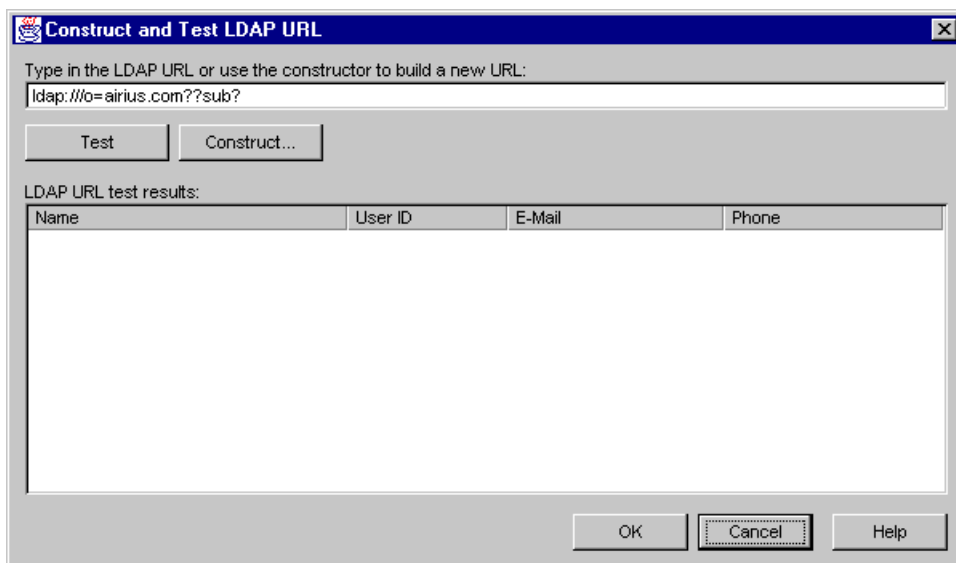 Construct and Test LDAP URL
Type in the LDAP URL or use the constructor to build a new URL:
ldap:///o=airius.com??sub?
Test Construct...
LDAP URL test results:
Name User ID E-Mail Phone
OK Cancel Help